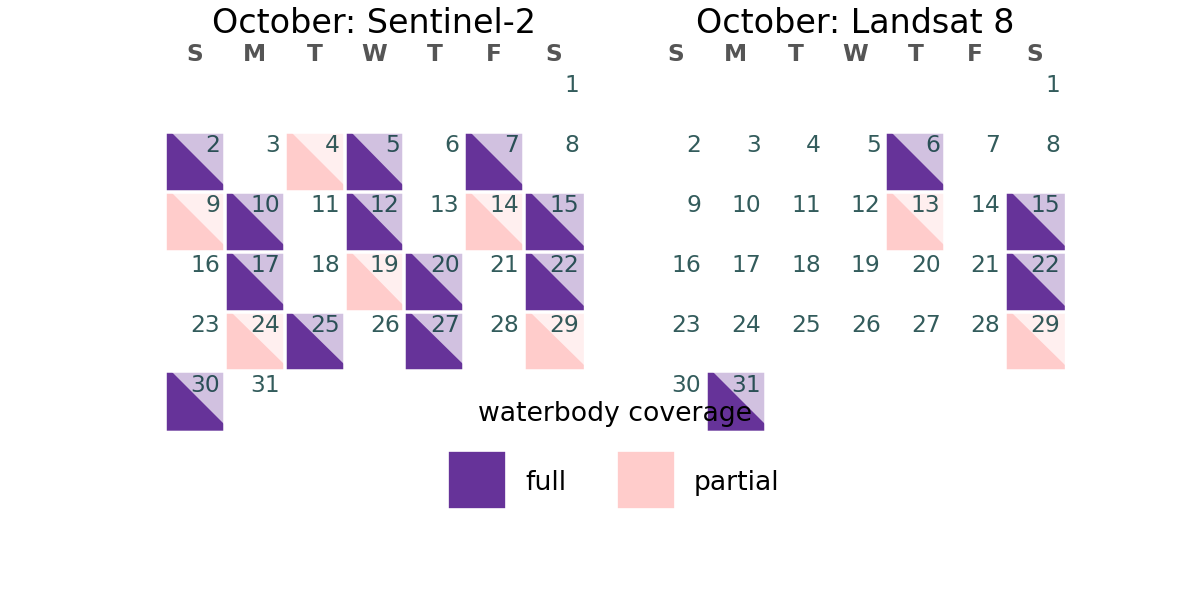 October: Sentinel-2
S M T W T F S
1
2 3 4 5 6 7 8
9 10 11 12 13 14 15
16 17 18 19 20 21 22
23 24 25 26 27 28 29
30 31
October: Landsat 8
S M T W T F S
1
2 3 4 5 6 7 8
9 10 11 12 13 14 15
16 17 18 19 20 21 22
23 24 25 26 27 28 29
30 31
waterbody coverage
full partial